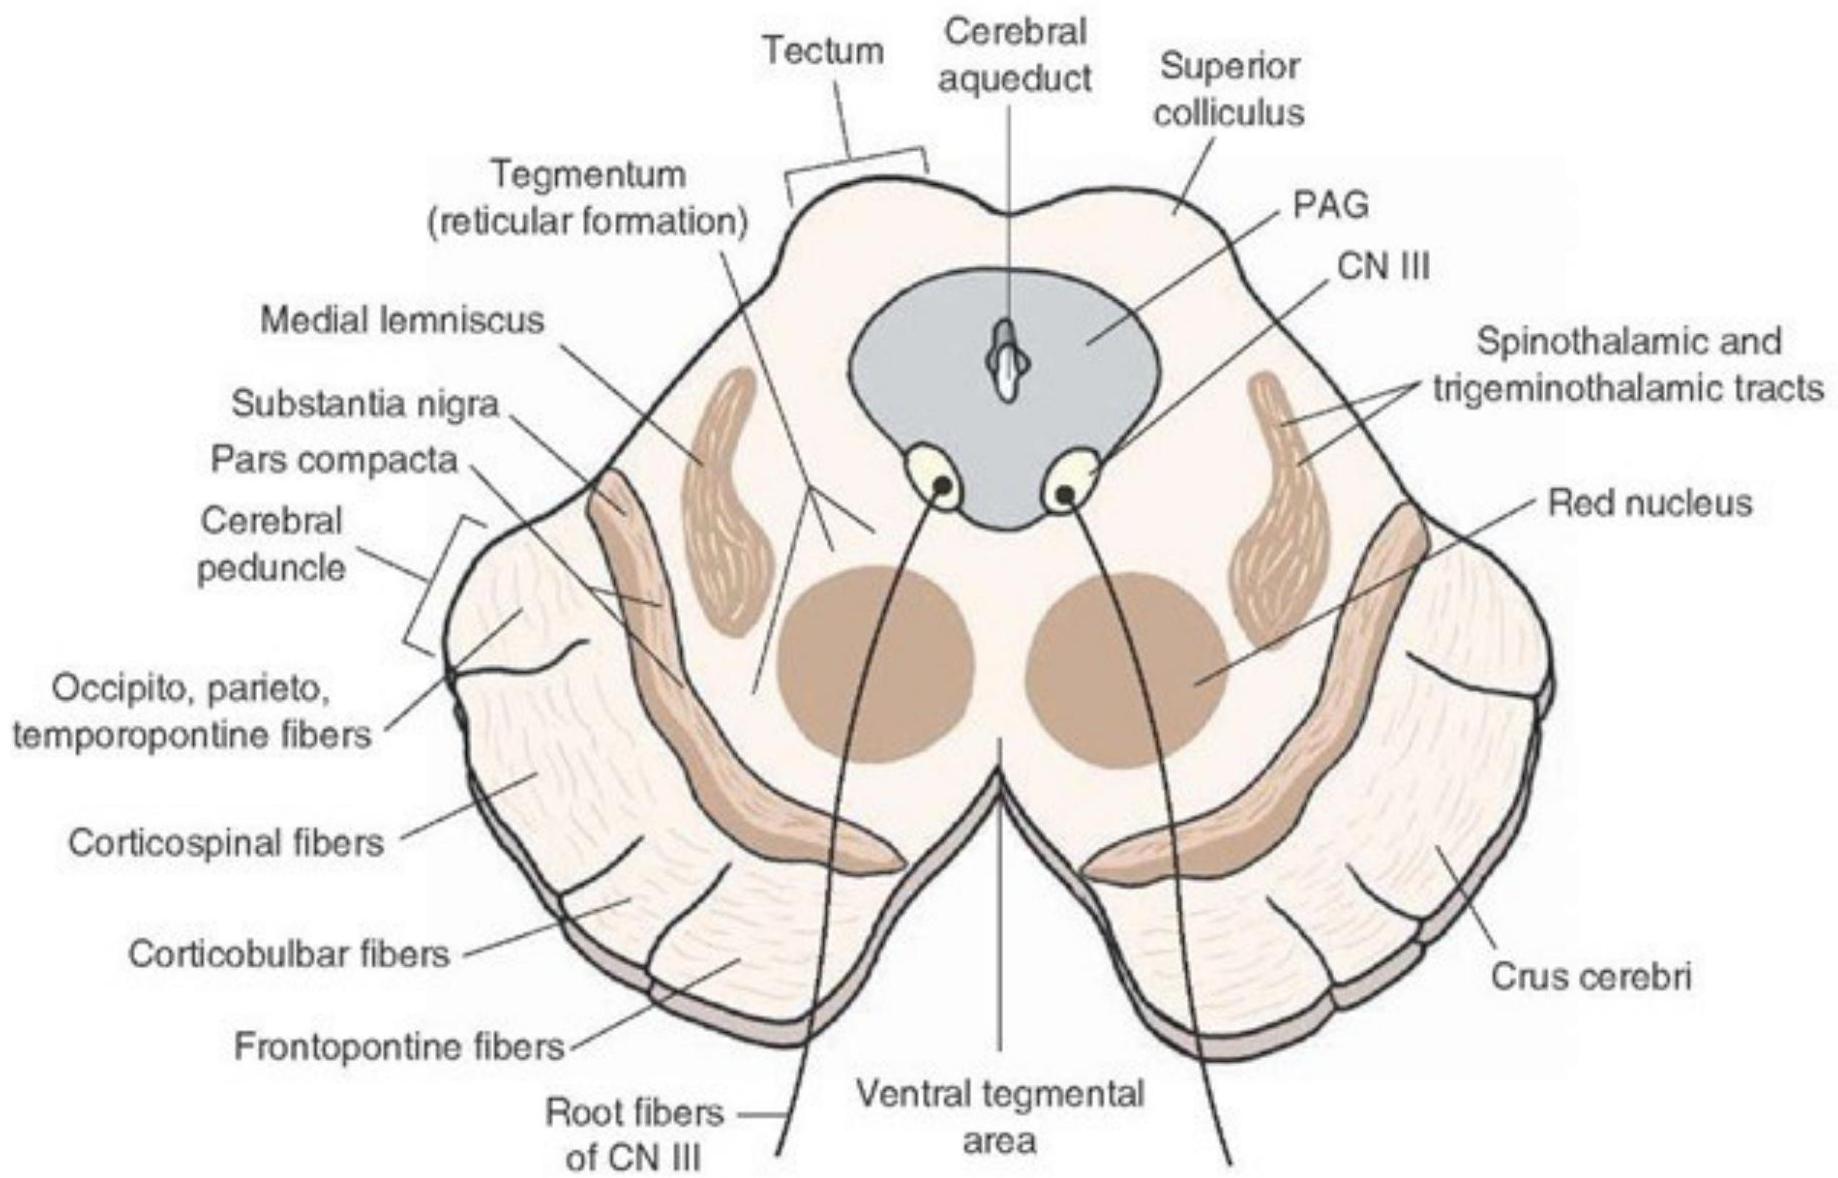 Tectum
Cerebral
aqueduct
Superior
colliculus
Tegmentum
(reticular formation)
PAG
CN III
Medial lemniscus
Spinothalamic and
trigeminothalamic tracts
Substantia nigra
Pars compacta
Red nucleus
Cerebral
peduncle
Occipito, parieto,
temporopontine fibers
Corticospinal fibers
Corticobulbar fibers
Crus cerebri
Frontopontine fibers
Root fibers
of CN III
Ventral tegmental
area